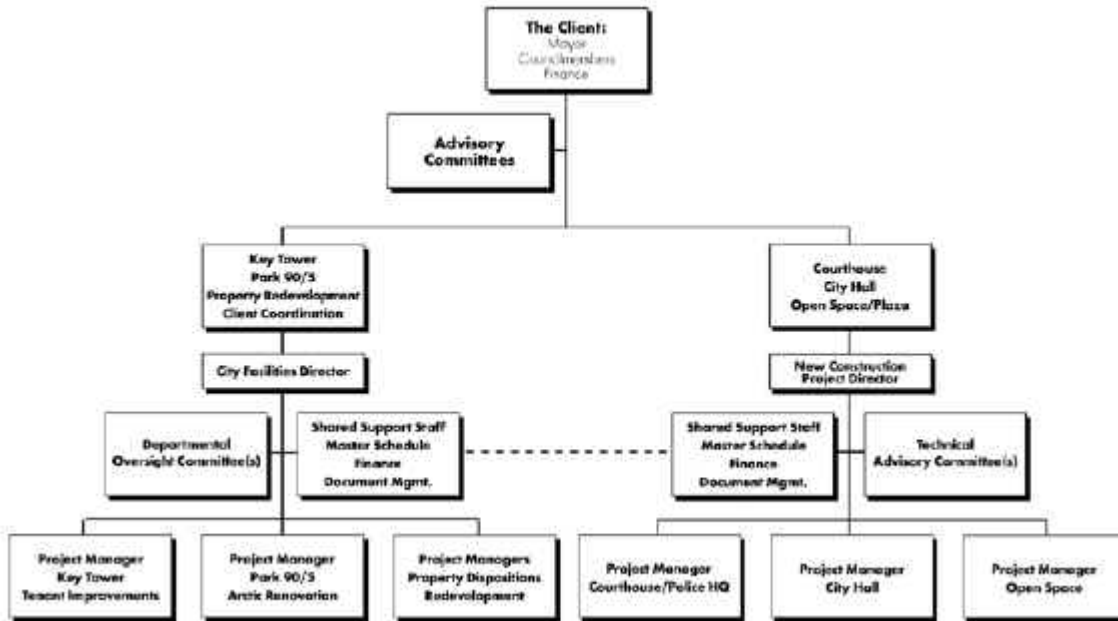 The Client:
Mayor
Councilmembers
Finance
Advisory
Committees
Key Tower
Park 90/5
Property Redevelopment
Client Coordination
Courthouse
City Hall
Open Space/Plaza
City Facilities Director
New Construction
Project Director
Departmental
Oversight Committee(s)
Shared Support Staff
Master Schedule
Finance
Document Mgmt.
Shared Support Staff
Master Schedule
Finance
Document Mgmt.
Technical
Advisory Committee(s)
Project Manager
Key Tower
Tenant Improvements
Project Manager
Park 90/5
Arctic Renovation
Project Managers
Property Dispositions
Redevelopment
Project Manager
Courthouse/Police HQ
Project Manager
City Hall
Project Manager
Open Space